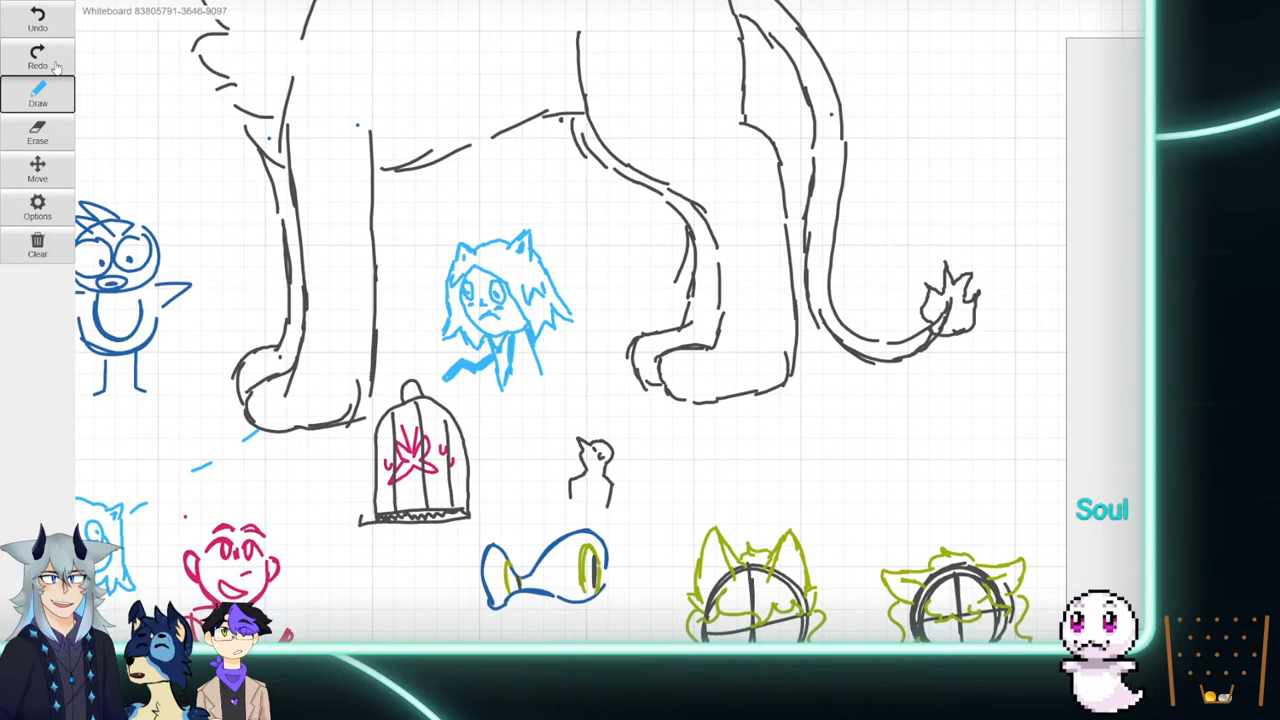 Whiteboard 83805791-3646-9097
Undo
Redo
Draw
Erase
Move
Options
Clear
Soul